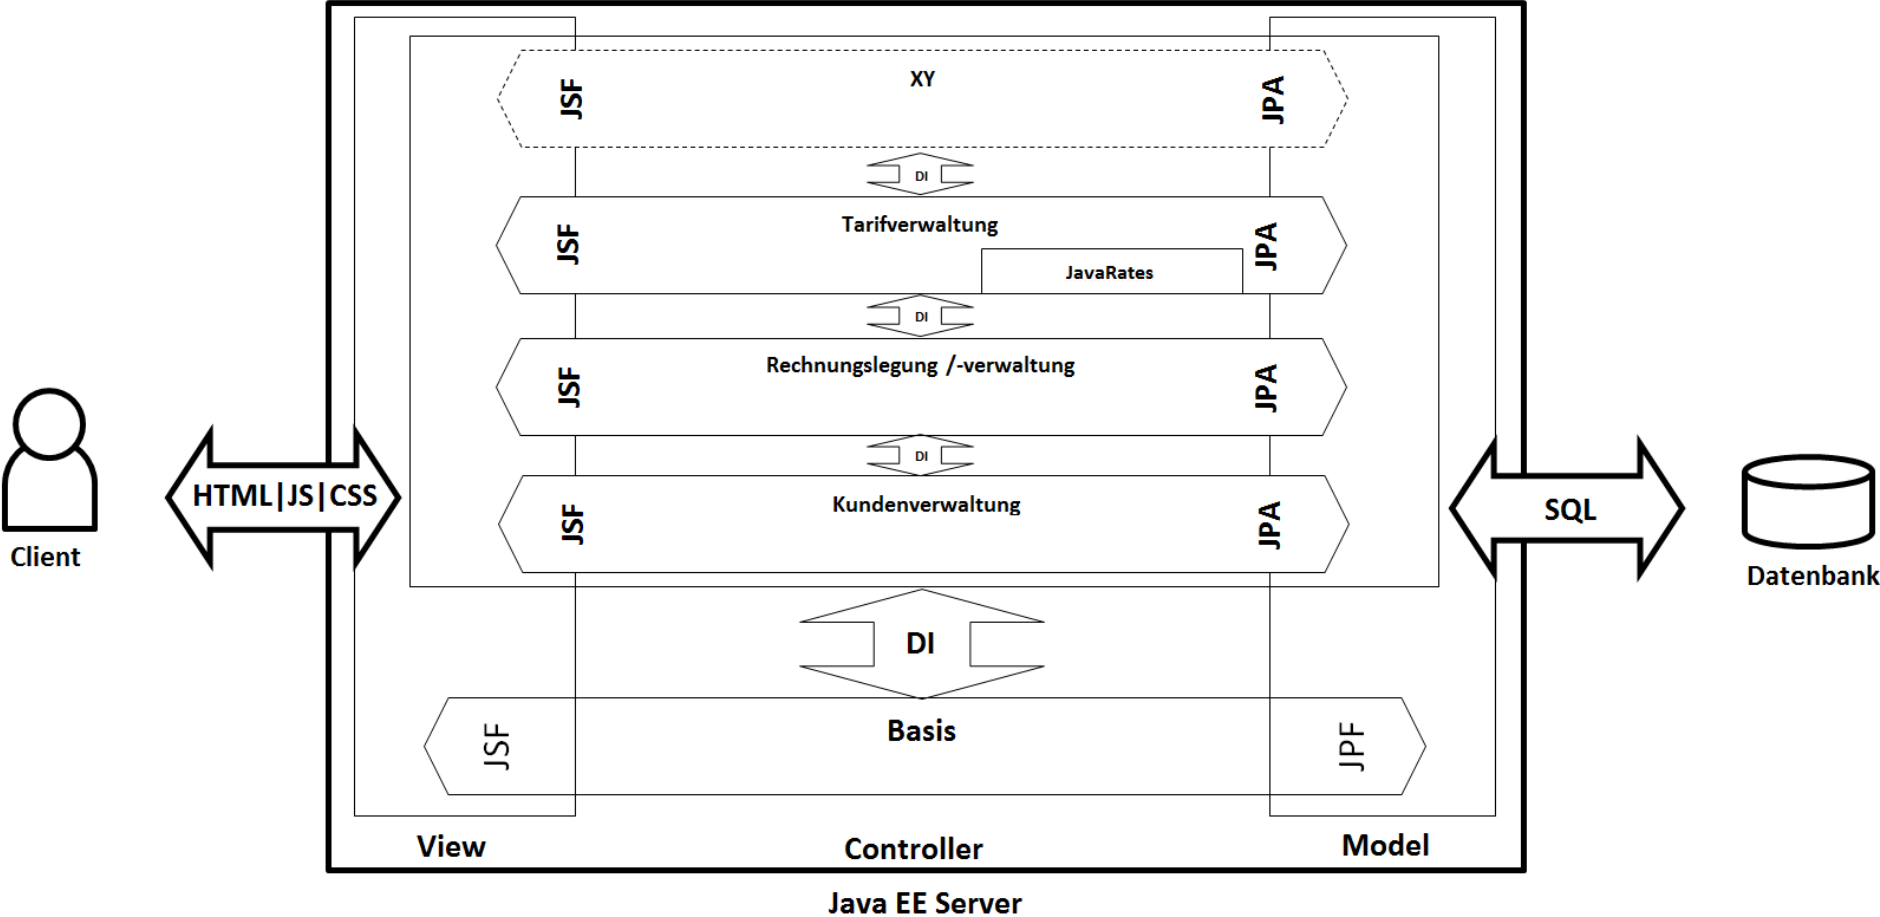 XY
JSF
JPA
DI
Tarifverwaltung
JSF
JPA
JavaRates
DI
Rechnungslegung /-verwaltung
JSF
JPA
DI
Kundenverwaltung
JSF
JPA
HTML|JS|CSS
SQL
Client
Datenbank
DI
Basis
JSF
JPF
View
Controller
Model
Java EE Server